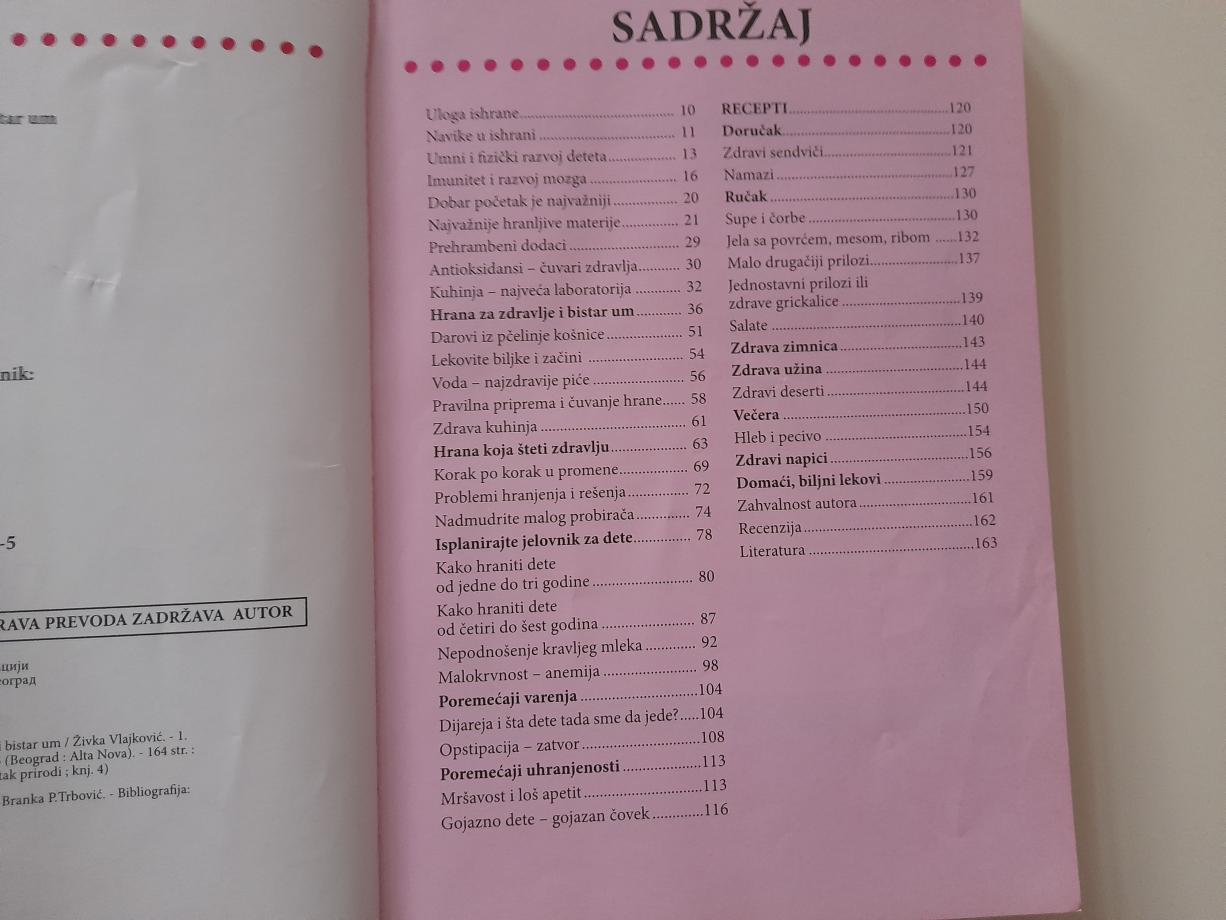 tar um
nik:
-5
RAVA PREVODA ZADRŽAVA AUTOR
цији
еоград
i bistar um / Živka Vlajković. - 1.
(Beograd : Alta Nova). - 164 str. :
tak prirodi ; knj. 4)
Branka P.Trbović. - Bibliografija:
SADRŽAJ
Uloga ishrane 10
Navike u ishrani 11
Umni i fizički razvoj deteta 13
Imunitet i razvoj mozga 16
Dobar početak je najvažniji 20
Najvažnije hranljive materije 21
Prehrambeni dodaci 29
Antioksidansi – čuvari zdravlja 30
Kuhinja – najveća laboratorija 32
Hrana za zdravlje i bistar um 36
Darovi iz pčelinje košnice 51
Lekovite biljke i začini 54
Voda – najzdravije piće 56
Pravilna priprema i čuvanje hrane 58
Zdrava kuhinja 61
Hrana koja šteti zdravlju 63
Korak po korak u promene 69
Problemi hranjenja i rešenja 72
Nadmudrite malog probirača 74
Isplanirajte jelovnik za dete 78
Kako hraniti dete
od jedne do tri godine 80
Kako hraniti dete
od četiri do šest godina 87
Nepodnošenje kravljeg mleka 92
Malokrvnost – anemija 98
Poremećaji varenja 104
Dijareja i šta dete tada sme da jede? 104
Opstipacija – zatvor 108
Poremećaji uhranjenosti 113
Mršavost i loš apetit 113
Gojazno dete – gojazan čovek 116
RECEPTI 120
Doručak 120
Zdravi sendviči 121
Namazi 127
Ručak 130
Supe i čorbe 130
Jela sa povrćem, mesom, ribom 132
Malo drugačiji prilozi 137
Jednostavni prilozi ili
zdrave grickalice 139
Salate 140
Zdrava zimnica 143
Zdrava užina 144
Zdravi deserti 144
Večera 150
Hleb i pecivo 154
Zdravi napici 156
Domaći, biljni lekovi 159
Zahvalnost autora 161
Recenzija 162
Literatura 163